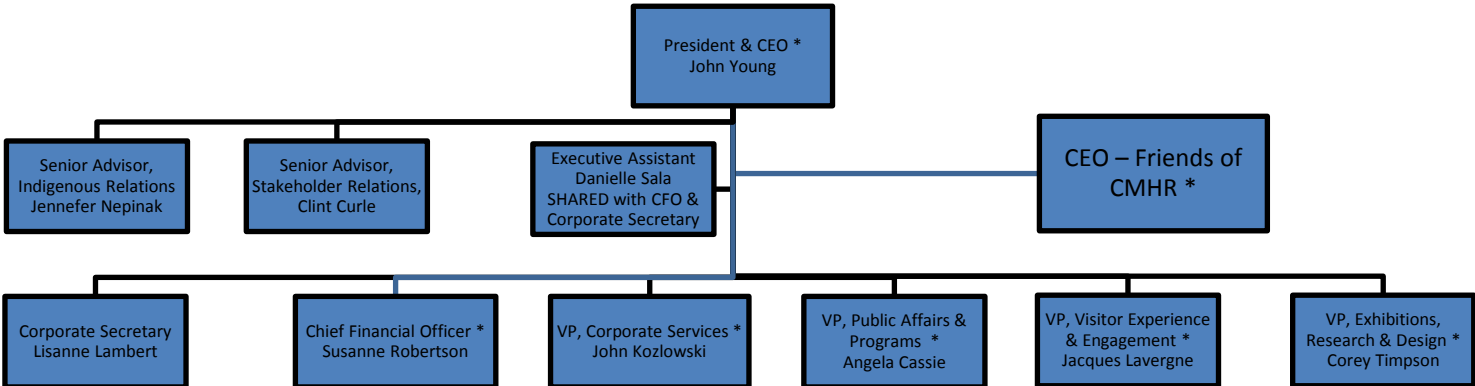 President & CEO *
John Young
Senior Advisor,
Indigenous Relations
Jennefer Nepinak
Senior Advisor,
Stakeholder Relations,
Clint Curle
Executive Assistant
Danielle Sala
SHARED with CFO &
Corporate Secretary
CEO – Friends of
CMHR *
Corporate Secretary
Lisanne Lambert
Chief Financial Officer *
Susanne Robertson
VP, Corporate Services *
John Kozlowski
VP, Public Affairs &
Programs *
Angela Cassie
VP, Visitor Experience
& Engagement *
Jacques Lavergne
VP, Exhibitions,
Research & Design *
Corey Timpson